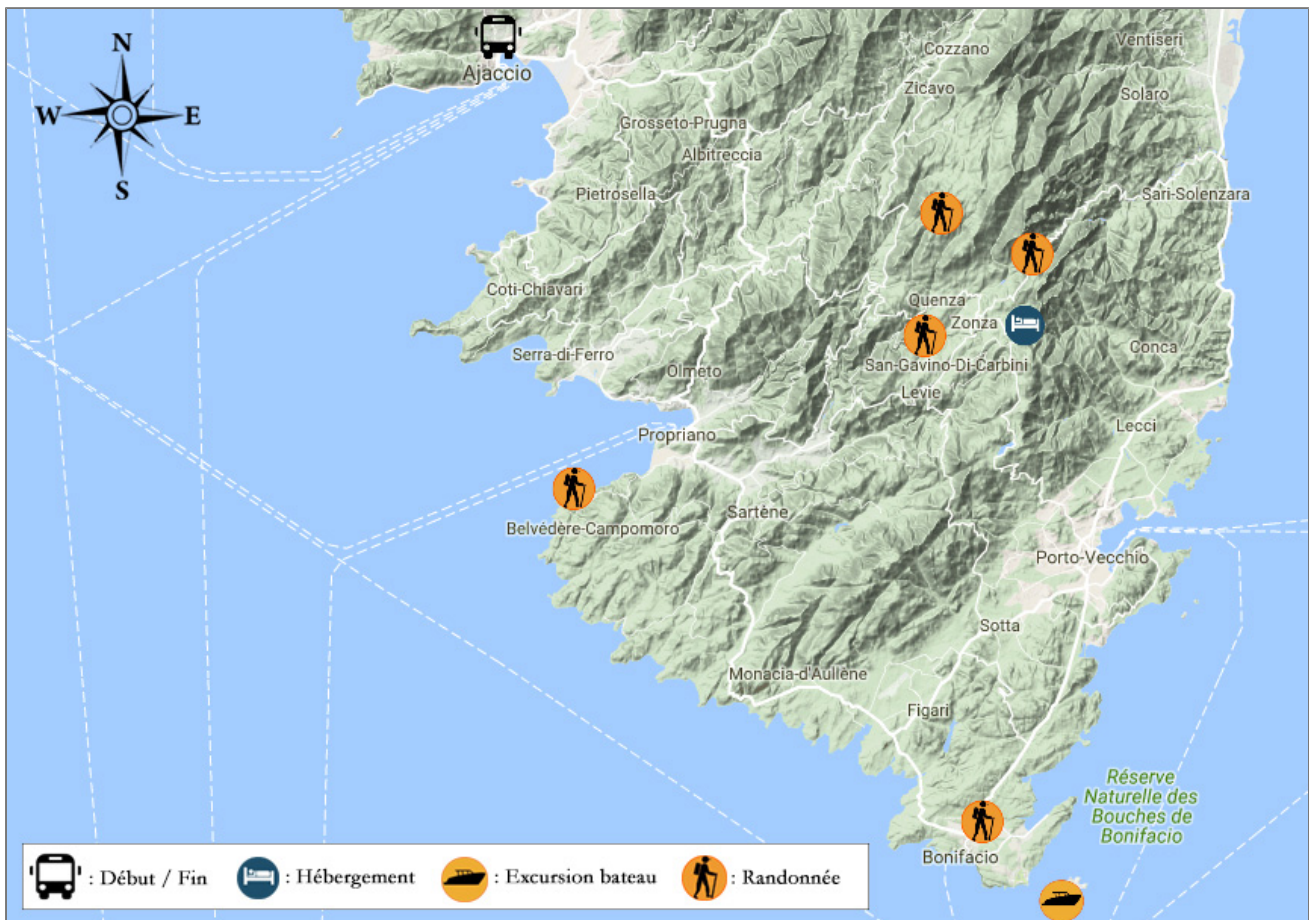 N
W E
S
Ajaccio
Cozzano
Ventiseri
Zicavo
Solaro
Grosseto-Prugna
Albitreccia
Pietrosella
Sari-Solenzara
Coti-Chiavari
Quenza
Zonza
Serra-di-Ferro
Conca
Olmeto
San-Gavino-Di-Carbini
Levie
Lecci
Propriano
Sartène
Belvédère-Campomoro
Porto-Vecchio
Sotta
Monacia-d'Aullène
Figari
Réserve
Naturelle des
Bouches de
Bonifacio
Bonifacio
: Début / Fin : Hébergement : Excursion bateau : Randonnée